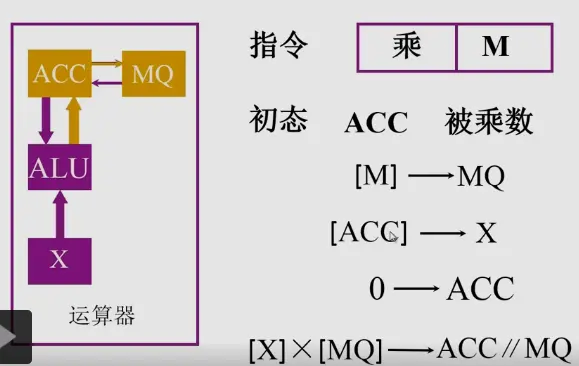 ACC MQ
ALU
X
运算器
指令 乘 M
初态 ACC 被乘数
[M] → MQ
[ACC] → X
0 → ACC
[X]×[MQ] → ACC∥MQ